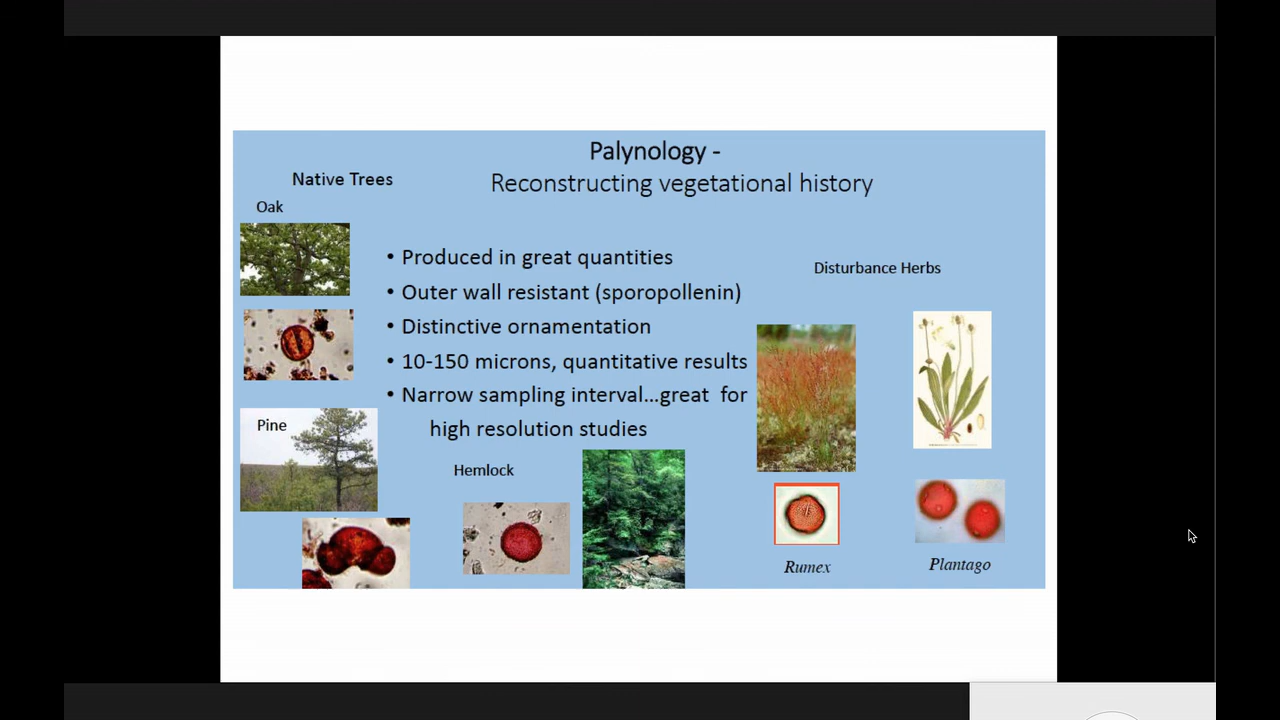 Palynology -
Reconstructing vegetational history
Native Trees
Oak
• Produced in great quantities
• Outer wall resistant (sporopollenin)
• Distinctive ornamentation
• 10-150 microns, quantitative results
• Narrow sampling interval...great for
high resolution studies
Disturbance Herbs
Pine
Hemlock
Rumex
Plantago